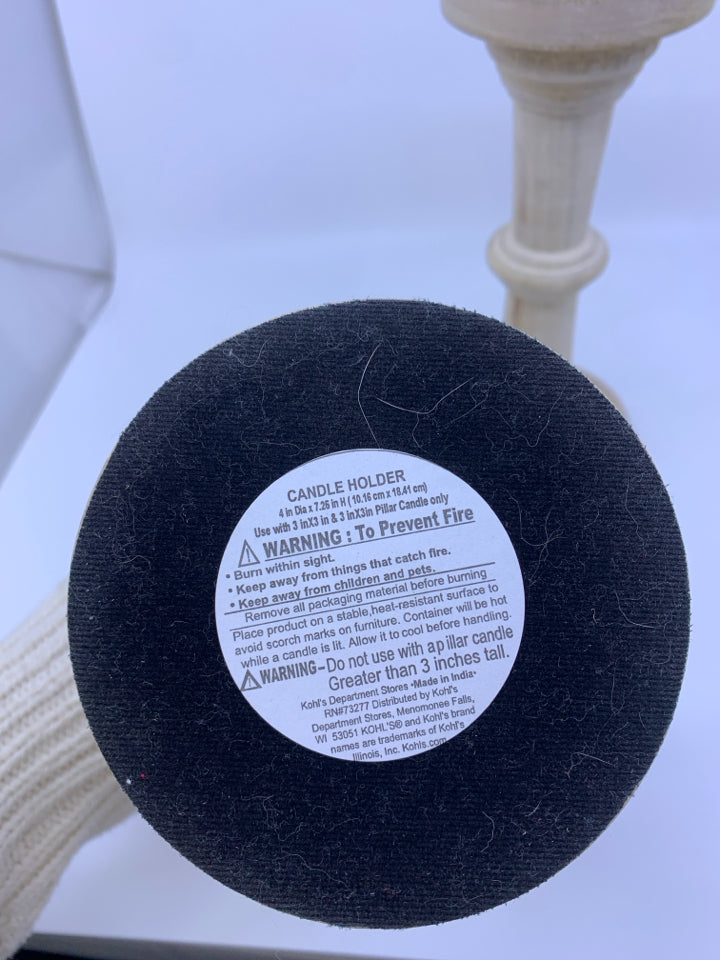 CANDLE HOLDER
4 in Dia x 7.25 in H ( 10.16 cm x 18.41 cm)
Use with 3 inX3 in & 3 inX3in Pillar Candle only
WARNING : To Prevent Fire
• Burn within sight.
• Keep away from things that catch fire.
• Keep away from children and pets.
Remove all packaging material before burning
Place product on a stable,heat-resistant surface to
avoid scorch marks on furniture. Container will be hot
while a candle is lit. Allow it to cool before handling.
WARNING-Do not use with a pillar candle
Greater than 3 inches tall.
Kohl's Department Stores •Made in India•
RN#73277 Distributed by Kohl's
Department Stores, Menomonee Falls,
WI 53051 KOHL'S® and Kohl's brand
names are trademarks of Kohl's
Illinois, Inc. Kohls.com